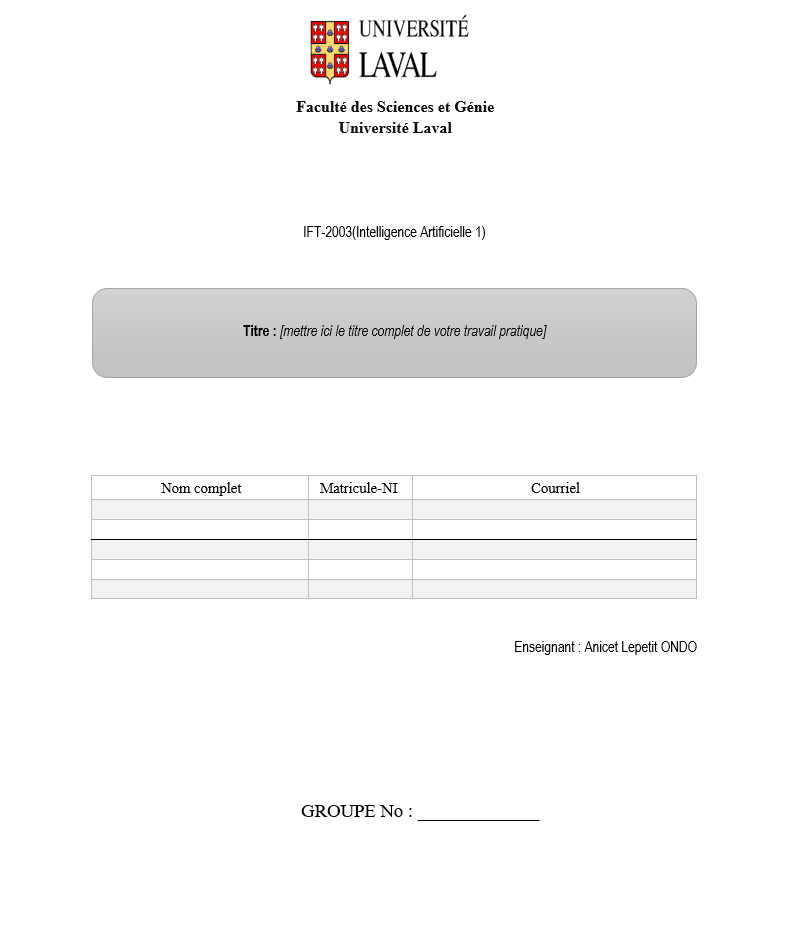 UNIVERSITÉ
LAVAL
Faculté des Sciences et Génie
Université Laval
IFT-2003(Intelligence Artificielle 1)
Titre : [mettre ici le titre complet de votre travail pratique]
Nom complet Matricule-NI Courriel
Enseignant : Anicet Lepetit ONDO
GROUPE No : _____________